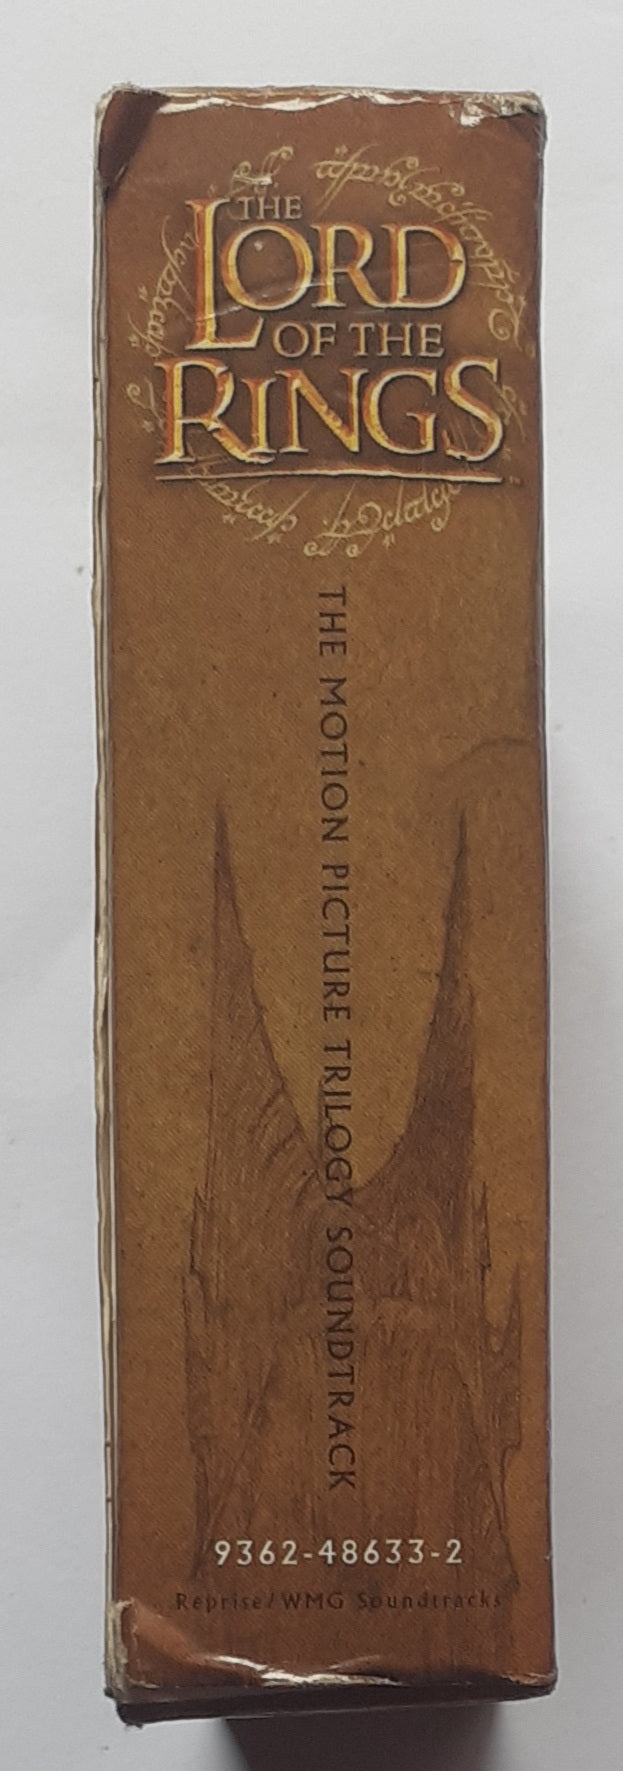 THE
LORD
OF THE
RINGS
THE MOTION PICTURE TRILOGY SOUNDTRACK
9362-48633-2
Reprise/WMG Soundtracks